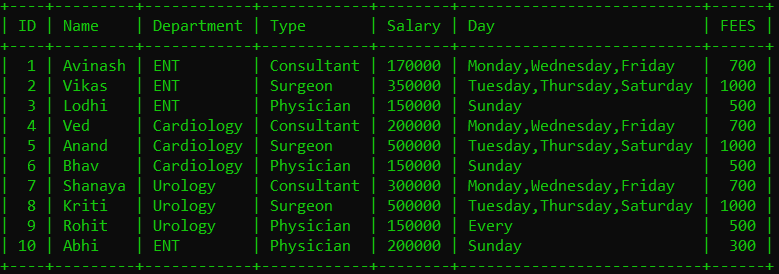 +----+----------+------------+------------+--------+---------------------------+------+
| ID | Name     | Department | Type       | Salary | Day                       | FEES |
+----+----------+------------+------------+--------+---------------------------+------+
|  1 | Avinash | ENT        | Consultant | 170000 | Monday,Wednesday,Friday   |  700 |
|  2 | Vikas   | ENT        | Surgeon    | 350000 | Tuesday,Thursday,Saturday | 1000 |
|  3 | Lodhi   | ENT        | Physician  | 150000 | Sunday                    |  500 |
|  4 | Ved     | Cardiology | Consultant | 200000 | Monday,Wednesday,Friday   |  700 |
|  5 | Anand   | Cardiology | Surgeon    | 500000 | Tuesday,Thursday,Saturday | 1000 |
|  6 | Bhav    | Cardiology | Physician  | 150000 | Sunday                    |  500 |
|  7 | Shanaya | Urology    | Consultant | 300000 | Monday,Wednesday,Friday   |  700 |
|  8 | Kriti   | Urology    | Surgeon    | 500000 | Tuesday,Thursday,Saturday | 1000 |
|  9 | Rohit   | Urology    | Physician  | 150000 | Every                     |  500 |
| 10 | Abhi    | ENT        | Physician  | 200000 | Sunday                    |  300 |
+----+---------+------------+------------+--------+---------------------------+------+